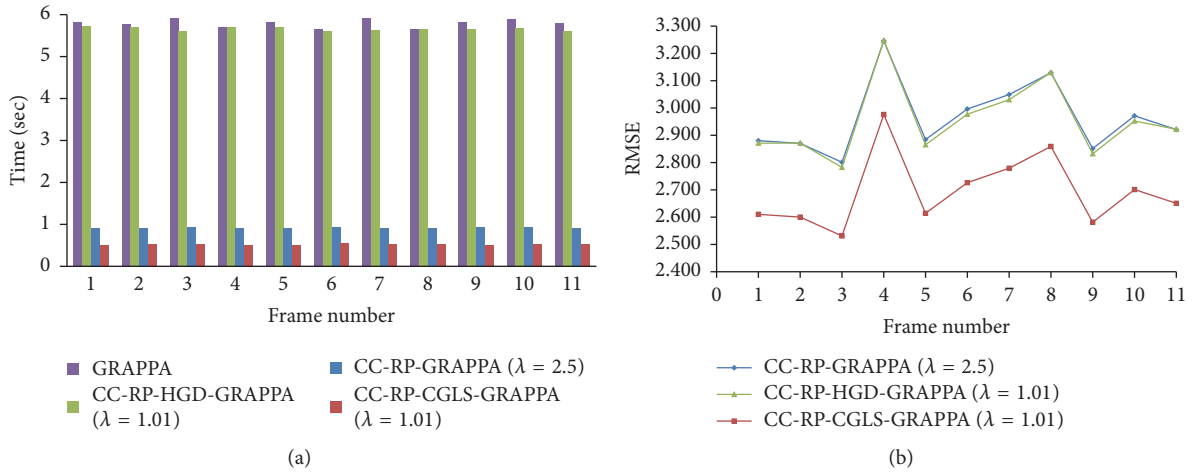 6
5
4
3
2
1
0
Time (sec)
1 2 3 4 5 6 7 8 9 10 11
Frame number
GRAPPA
CC-RP-HGD-GRAPPA
(λ = 1.01)
CC-RP-GRAPPA (λ = 2.5)
CC-RP-CGLS-GRAPPA
(λ = 1.01)
(a)
3.300
3.200
3.100
3.000
2.900
2.800
2.700
2.600
2.500
2.400
RMSE
0 1 2 3 4 5 6 7 8 9 10 11
Frame number
CC-RP-GRAPPA (λ = 2.5)
CC-RP-HGD-GRAPPA (λ = 1.01)
CC-RP-CGLS-GRAPPA (λ = 1.01)
(b)